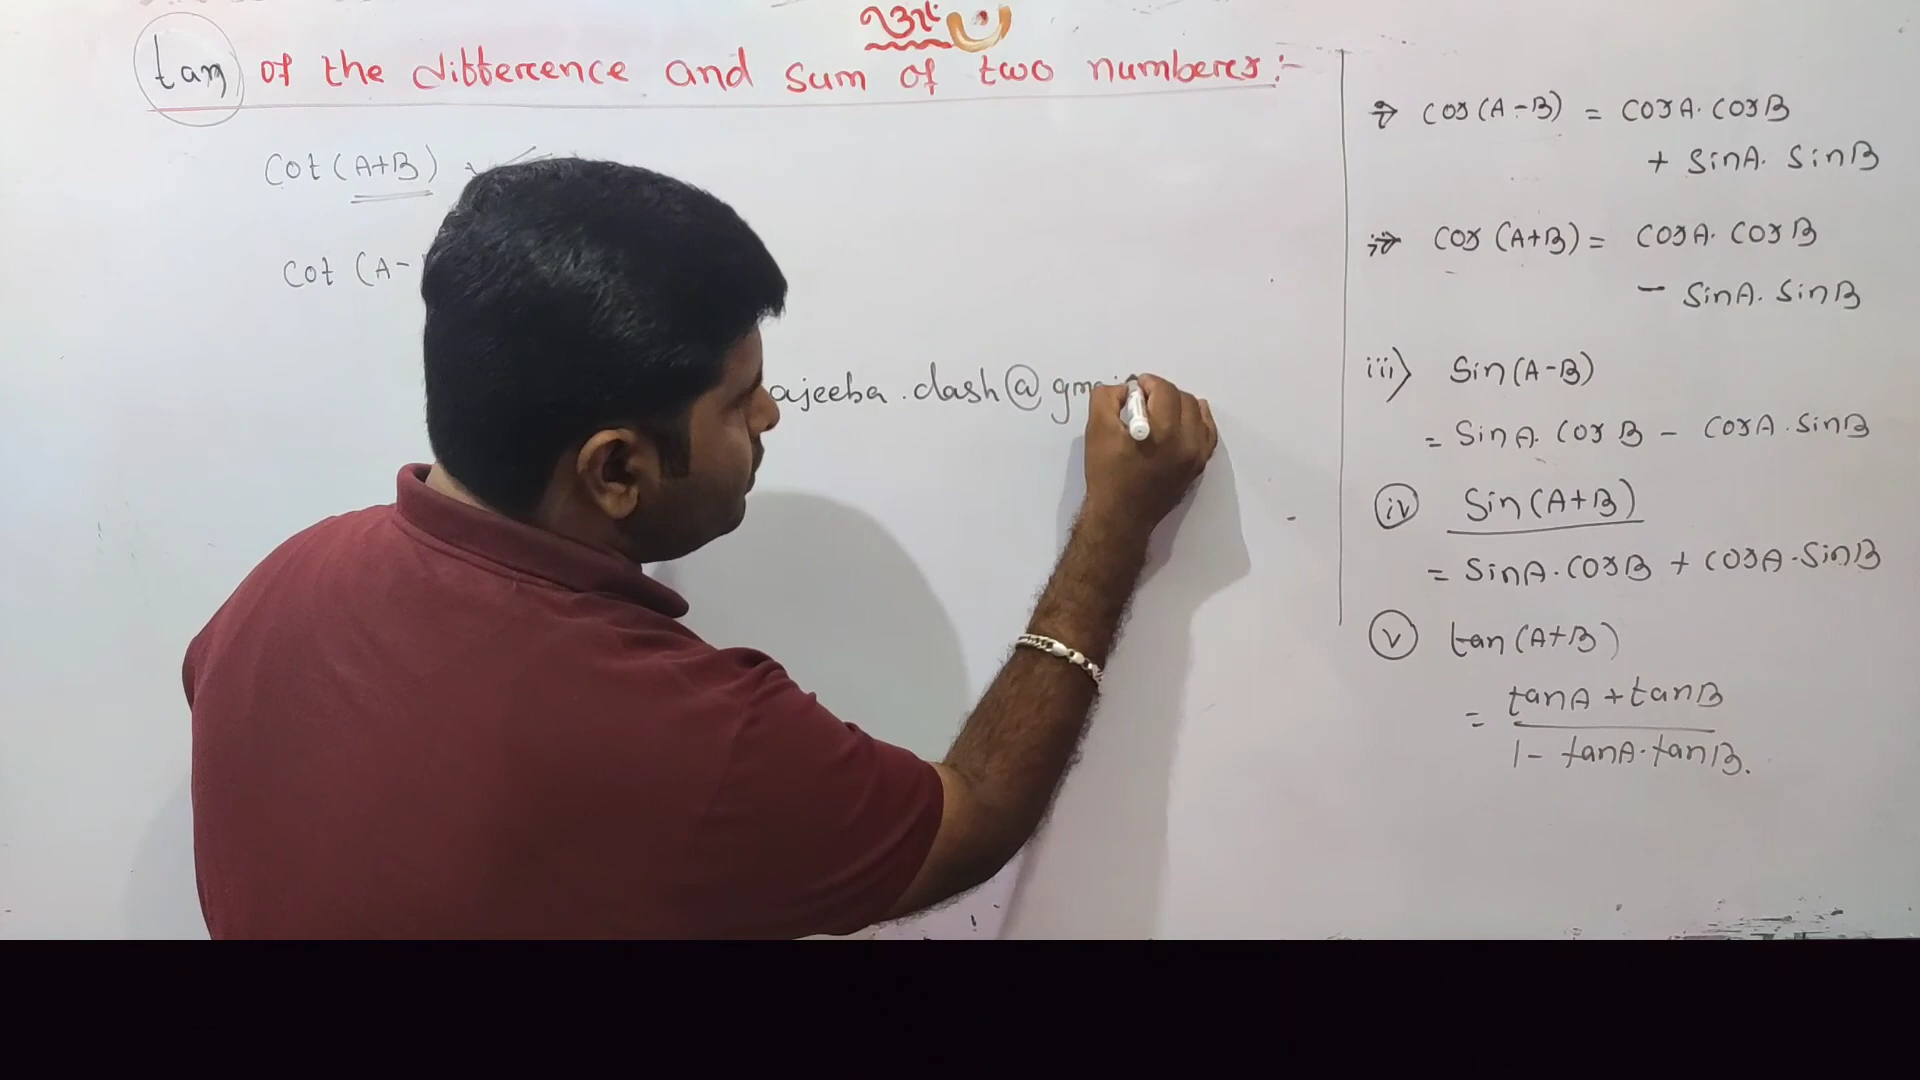 tan of the difference and sum of two numbers:-
Cot (A+B)
Cot (A-
ajeeba.dash@gmai
i> cos(A-B) = cosA. cosB
+ sinA. sinB
ii> cos (A+B) = cosA. cosB
- sinA. sinB
iii> Sin(A-B)
= SinA. cosB - cosA. sinB
iv Sin(A+B)
= SinA. cosB + cosA. SinB
v tan (A+B)
= tanA + tanB
1- tanA. tanB.